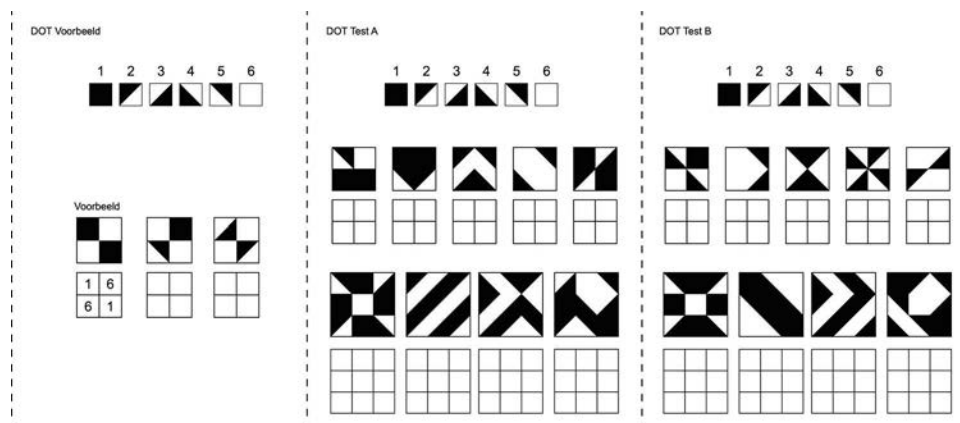 DOT Voorbeeld
1 2 3 4 5 6
Voorbeeld
1 6
6 1
DOT Test A
1 2 3 4 5 6
DOT Test B
1 2 3 4 5 6